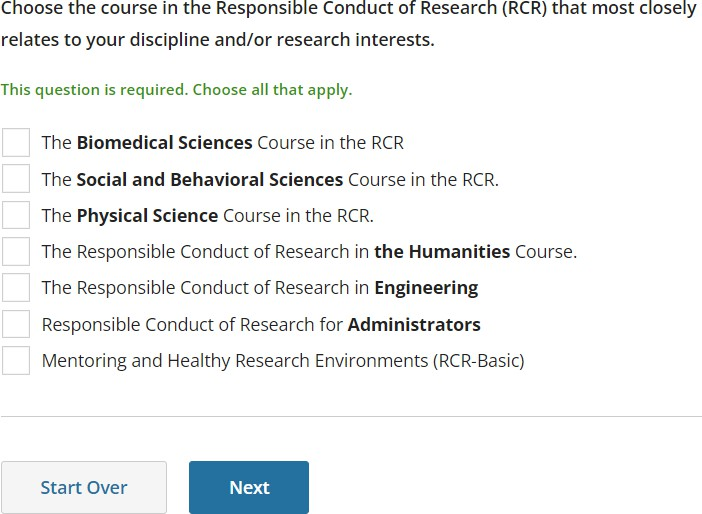 Choose the course in the Responsible Conduct of Research (RCR) that most closely
relates to your discipline and/or research interests.
This question is required. Choose all that apply.
The Biomedical Sciences Course in the RCR
The Social and Behavioral Sciences Course in the RCR.
The Physical Science Course in the RCR.
The Responsible Conduct of Research in the Humanities Course.
The Responsible Conduct of Research in Engineering
Responsible Conduct of Research for Administrators
Mentoring and Healthy Research Environments (RCR-Basic)
Start Over
Next